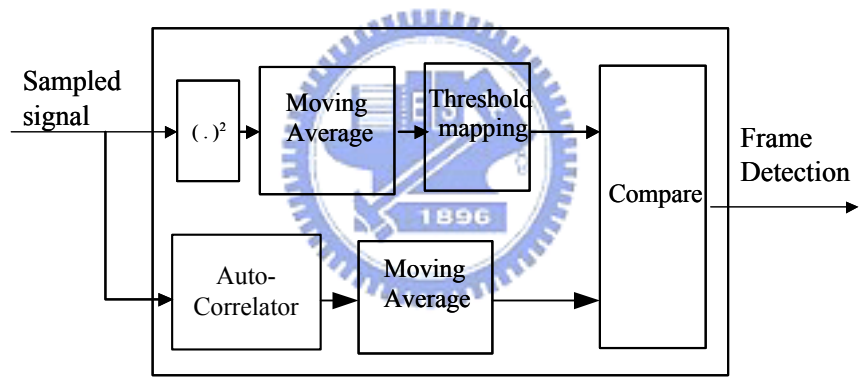 Sampled
signal
( . )²
Moving
Average
Threshold
mapping
Compare
Frame
Detection
Auto-
Correlator
Moving
Average
1896